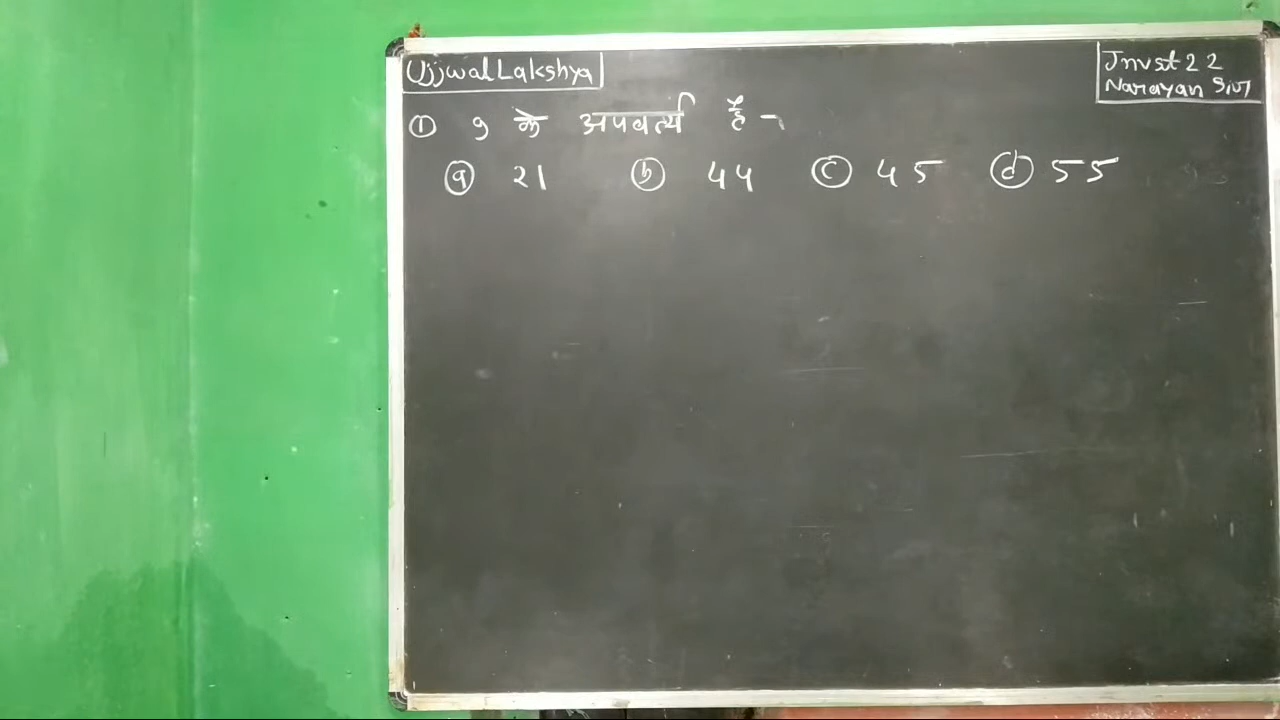 Ujjwal Lakshya
Jnvst 22
Narayan Sir
① 9 के अपवर्त्य है -
ⓐ 21 ⓑ 44 ⓒ 45 ⓓ 55